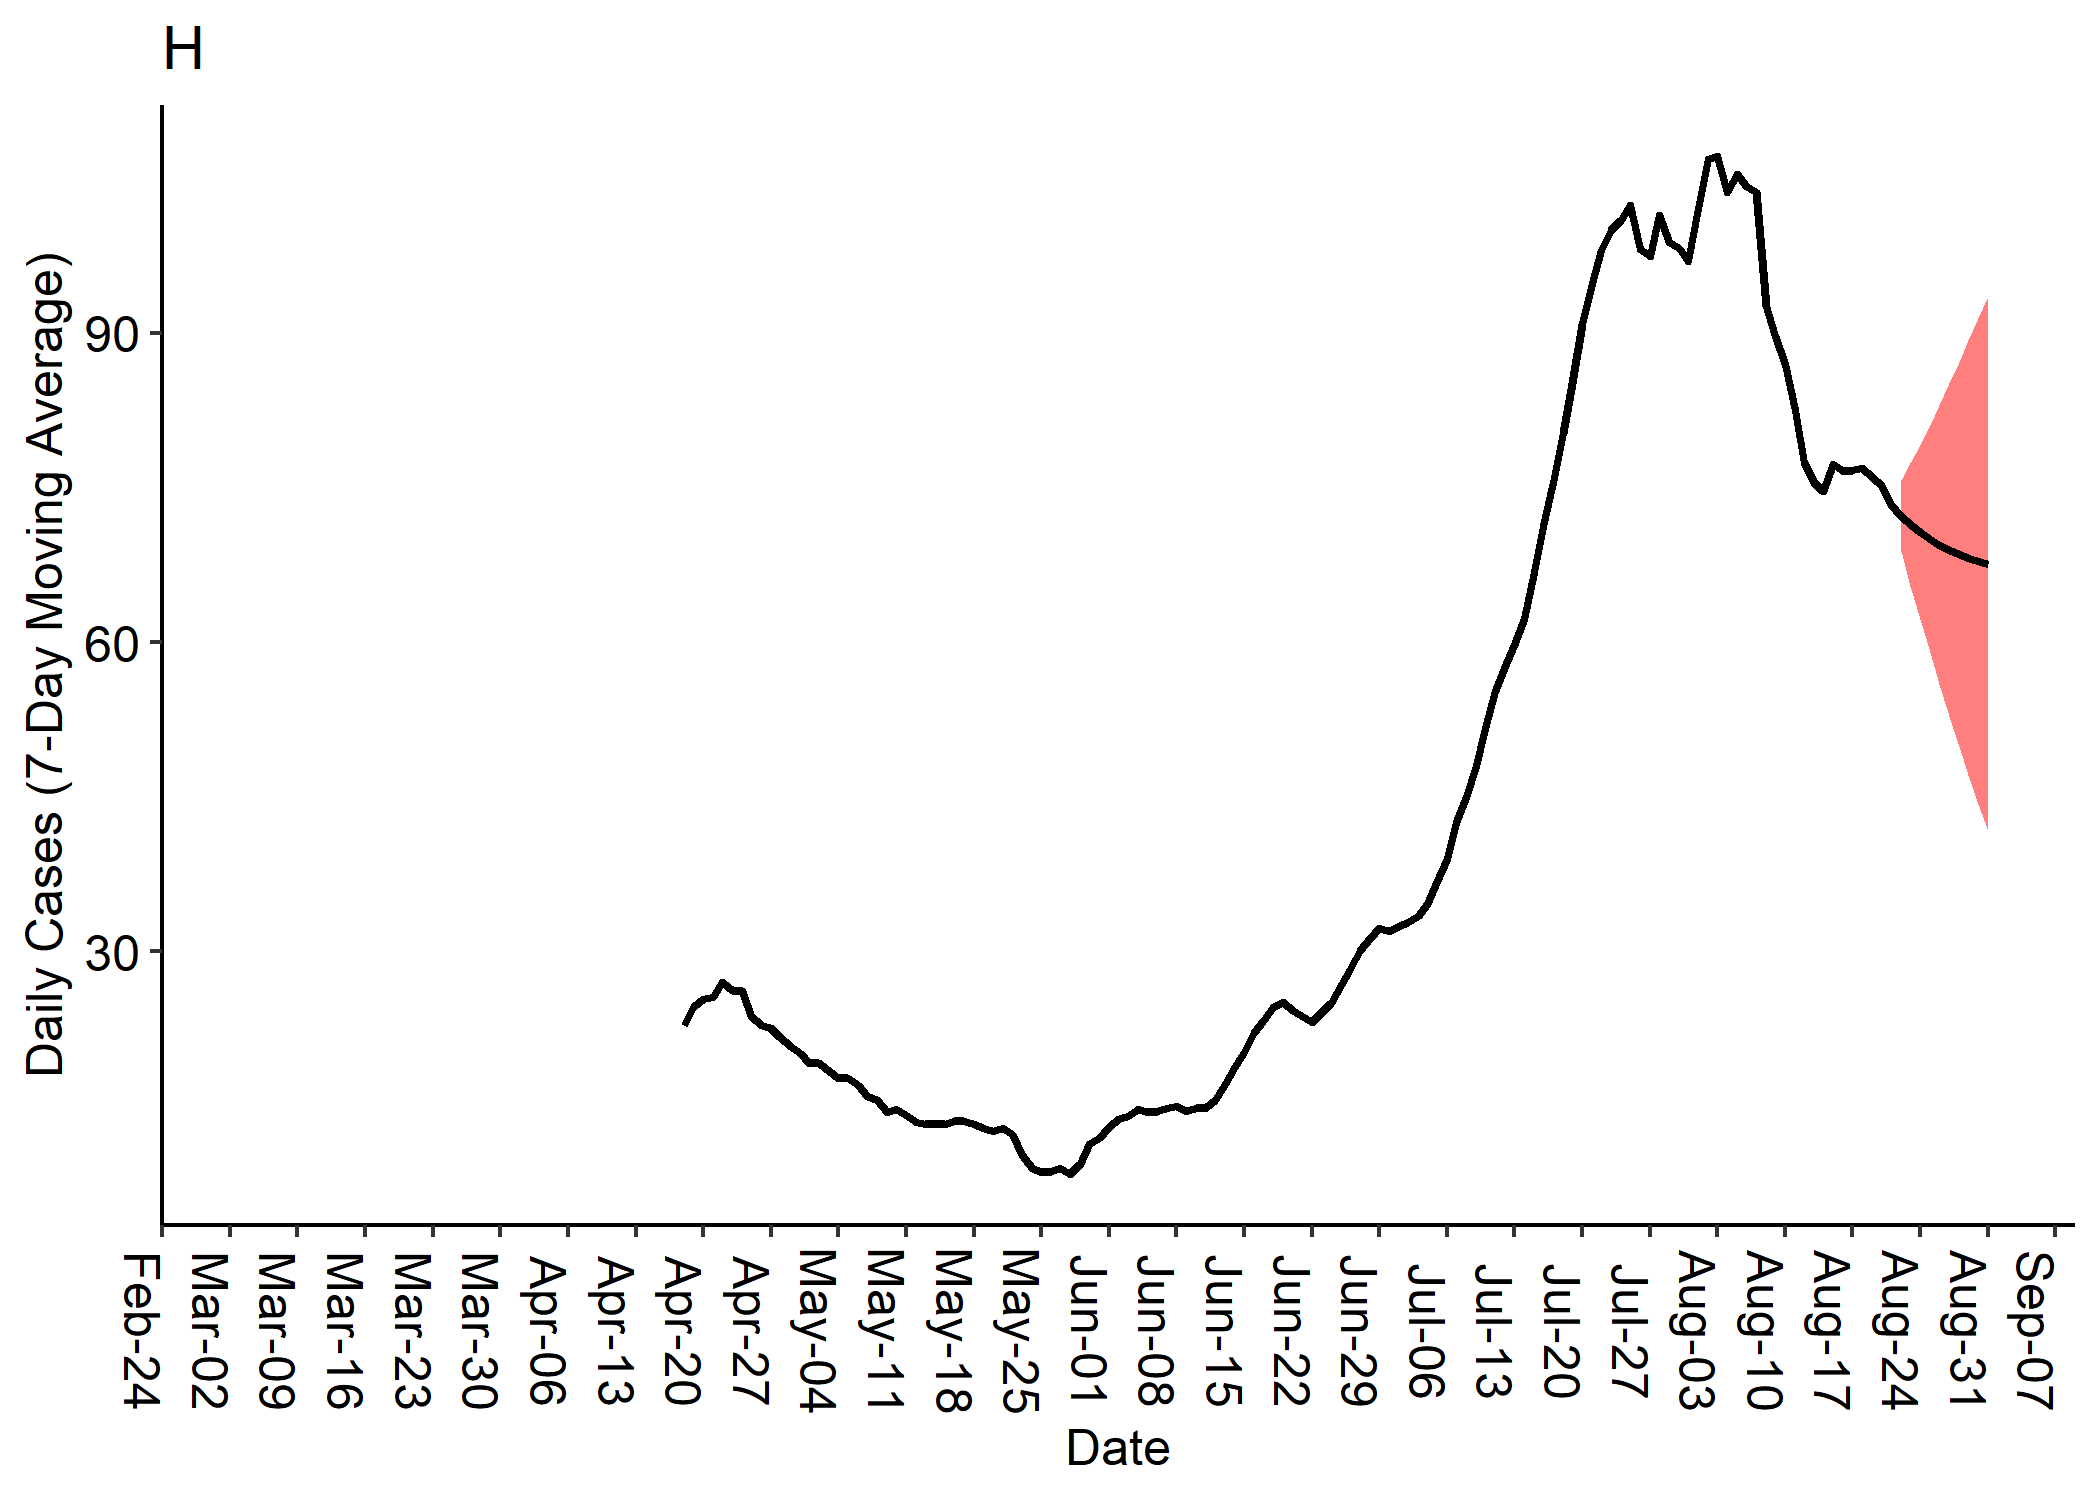 H
Daily Cases (7-Day Moving Average)
90
60
30
Feb-24
Mar-02
Mar-09
Mar-16
Mar-23
Mar-30
Apr-06
Apr-13
Apr-20
Apr-27
May-04
May-11
May-18
May-25
Jun-01
Jun-08
Jun-15
Jun-22
Jun-29
Jul-06
Jul-13
Jul-20
Jul-27
Aug-03
Aug-10
Aug-17
Aug-24
Aug-31
Sep-07
Date